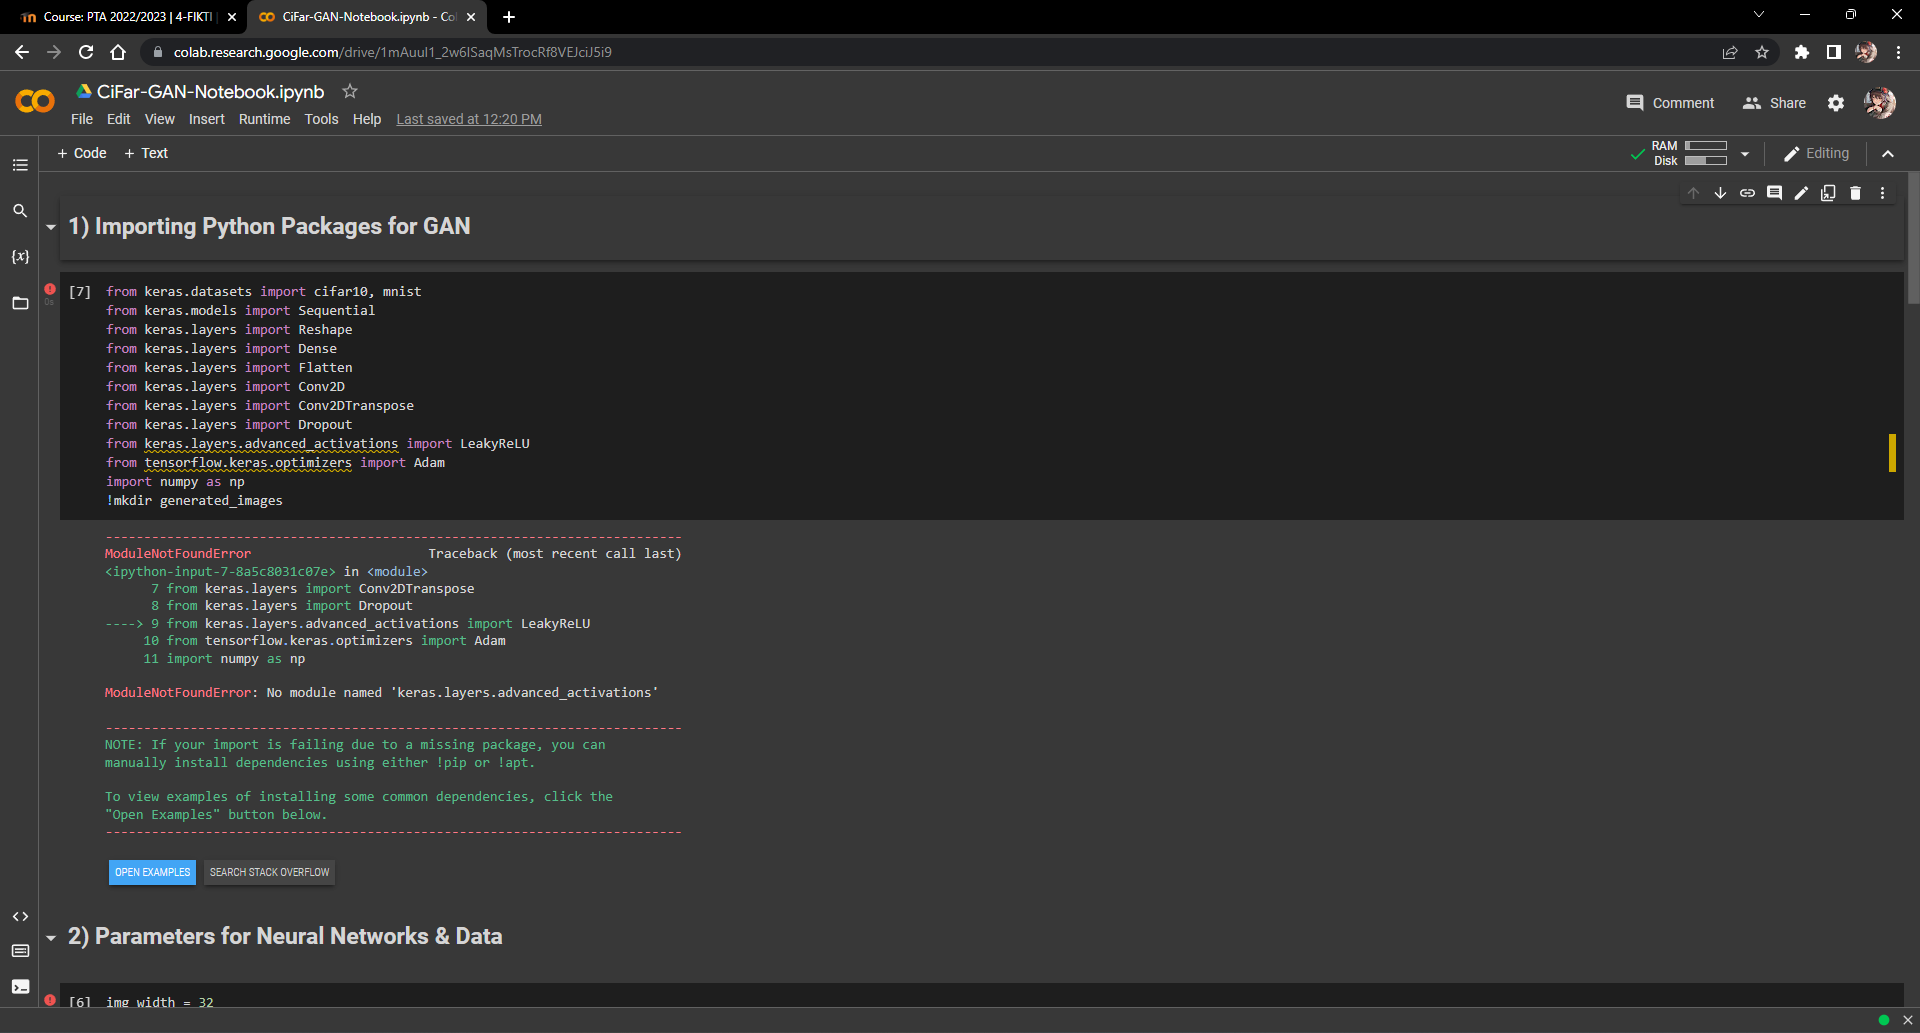 Course: PTA 2022/2023 | 4-FIKTI
CiFar-GAN-Notebook.ipynb - Co
colab.research.google.com/drive/1mAuuI1_2w6lSaqMsTrocRf8VEJciJ5i9
CiFar-GAN-Notebook.ipynb
Comment
Share
File Edit View Insert Runtime Tools Help Last saved at 12:20 PM
+ Code + Text
RAM
Disk
Editing
1) Importing Python Packages for GAN
{x}
[7] from keras.datasets import cifar10, mnist
0s
from keras.models import Sequential
from keras.layers import Reshape
from keras.layers import Dense
from keras.layers import Flatten
from keras.layers import Conv2D
from keras.layers import Conv2DTranspose
from keras.layers import Dropout
from keras.layers.advanced_activations import LeakyReLU
from tensorflow.keras.optimizers import Adam
import numpy as np
!mkdir generated_images
---------------------------------------------------------------------------
ModuleNotFoundError Traceback (most recent call last)
<ipython-input-7-8a5c8031c07e> in <module>
7 from keras.layers import Conv2DTranspose
8 from keras.layers import Dropout
----> 9 from keras.layers.advanced_activations import LeakyReLU
10 from tensorflow.keras.optimizers import Adam
11 import numpy as np
ModuleNotFoundError: No module named 'keras.layers.advanced_activations'
---------------------------------------------------------------------------
NOTE: If your import is failing due to a missing package, you can
manually install dependencies using either !pip or !apt.
To view examples of installing some common dependencies, click the
"Open Examples" button below.
---------------------------------------------------------------------------
OPEN EXAMPLES SEARCH STACK OVERFLOW
2) Parameters for Neural Networks & Data
[6] img_width = 32